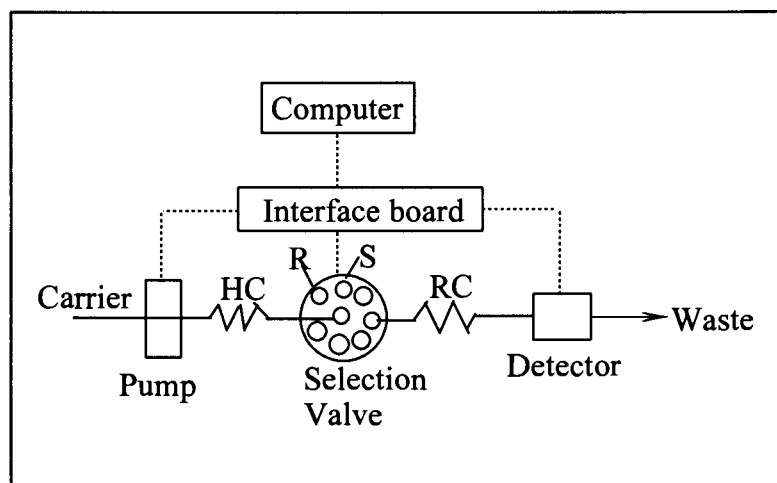 Computer
Interface board
R
S
Carrier
HC
RC
Waste
Pump
Selection
Valve
Detector